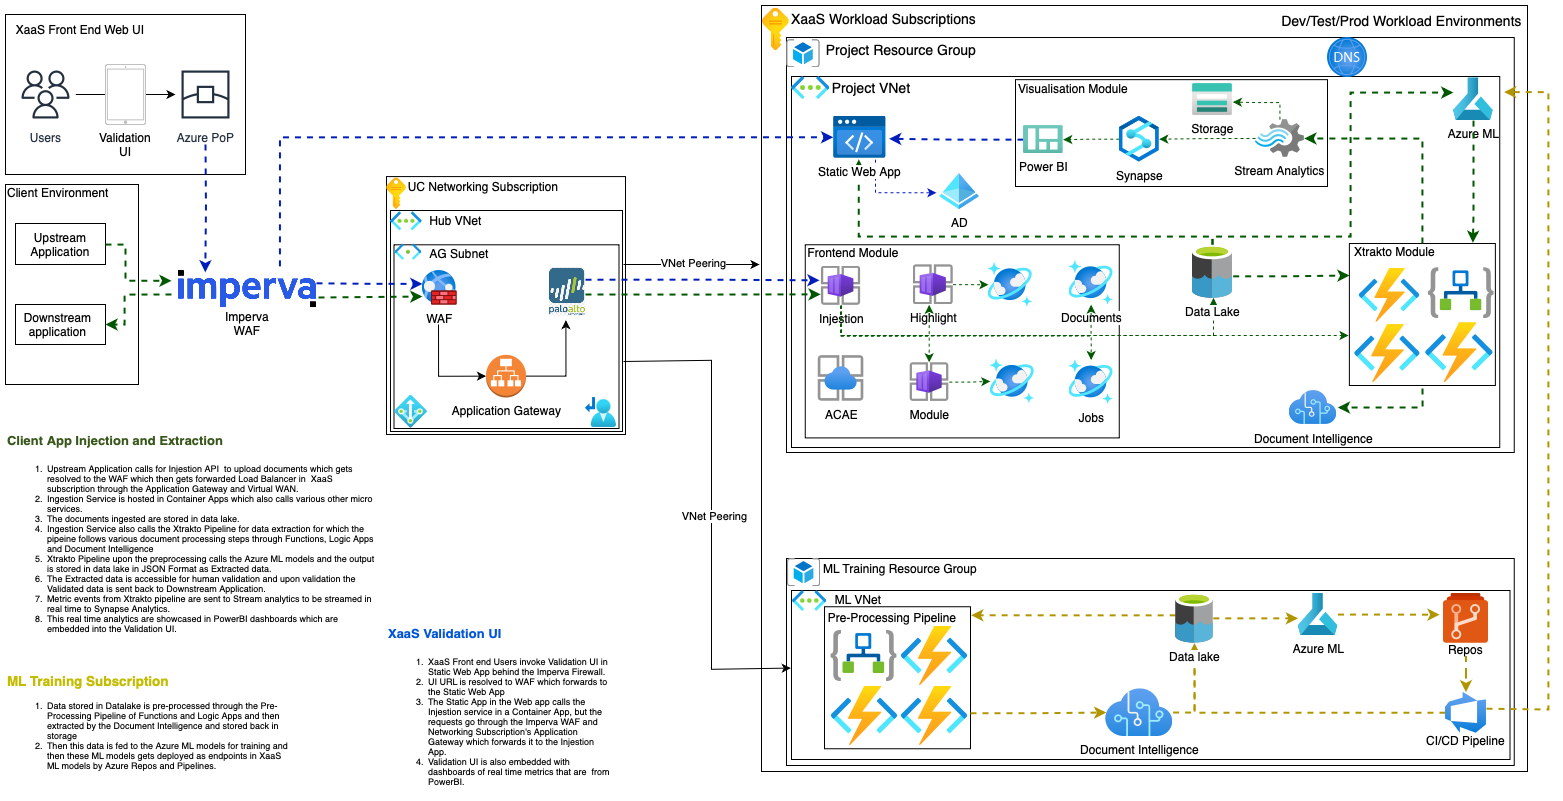 XaaS Front End Web UI
Users
Validation
UI
Azure PoP
Client Environment
Upstream
Application
Downstream
application
imperva
Imperva
WAF
UC Networking Subscription
Hub VNet
AG Subnet
WAF
paloalto
Application Gateway
VNet Peering
VNet Peering
XaaS Workload Subscriptions
Dev/Test/Prod Workload Environments
Project Resource Group
DNS
Project VNet
Static Web App
AD
Visualisation Module
Power BI
Synapse
Storage
Stream Analytics
Azure ML
Frontend Module
Injestion
Highlight
Documents
ACAE
Module
Jobs
Data Lake
Xtrakto Module
Document Intelligence
ML Training Resource Group
ML VNet
Pre-Processing Pipeline
Data lake
Azure ML
Repos
Document Intelligence
CI/CD Pipeline
Client App Injection and Extraction
1. Upstream Application calls for Injestion API to upload documents which gets
resolved to the WAF which then gets forwarded Load Balancer in XaaS
subscription through the Application Gateway and Virtual WAN.
2. Ingestion Service is hosted in Container Apps which also calls various other micro
services.
3. The documents ingested are stored in data lake.
4. Ingestion Service also calls the Xtrakto Pipeline for data extraction for which the
pipeine follows various document processing steps through Functions, Logic Apps
and Document Intelligence
5. Xtrakto Pipeline upon the preprocessing calls the Azure ML models and the output
is stored in data lake in JSON Format as Extracted data.
6. The Extracted data is accessible for human validation and upon validation the
Validated data is sent back to Downstream Application.
7. Metric events from Xtrakto pipeline are sent to Stream analytics to be streamed in
real time to Synapse Analytics.
8. This real time analytics are showcased in PowerBI dashboards which are
embedded into the Validation UI.
ML Training Subscription
1. Data stored in Datalake is pre-processed through the Pre-
Processing Pipeline of Functions and Logic Apps and then
extracted by the Document Intelligence and stored back in
storage
2. Then this data is fed to the Azure ML models for training and
then these ML models gets deployed as endpoints in XaaS
ML models by Azure Repos and Pipelines.
XaaS Validation UI
1. XaaS Front end Users invoke Validation UI in
Static Web App behind the Imperva Firewall.
2. UI URL is resolved to WAF which forwards to
the Static Web App
3. The Static App in the Web app calls the
Injestion service in a Container App, but the
requests go through the Imperva WAF and
Networking Subscription's Application
Gateway which forwards it to the Injestion
App.
4. Validation UI is also embedded with
dashboards of real time metrics that are from
PowerBI.